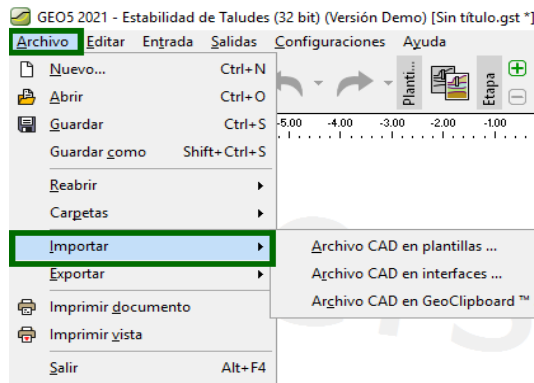 GEO5 2021 - Estabilidad de Taludes (32 bit) (Versión Demo) [Sin título.gst *]
Archivo Editar Entrada Salidas Configuraciones Ayuda
Nuevo... Ctrl+N
Abrir Ctrl+O
Guardar Ctrl+S
Guardar como Shift+Ctrl+S
Reabrir
Carpetas
Importar
Exportar
Imprimir documento
Imprimir vista
Salir Alt+F4
Planti...
Etapa
-5.00 -4.00 -3.00 -2.00 -1.00
Archivo CAD en plantillas ...
Archivo CAD en interfaces ...
Archivo CAD en GeoClipboard ™